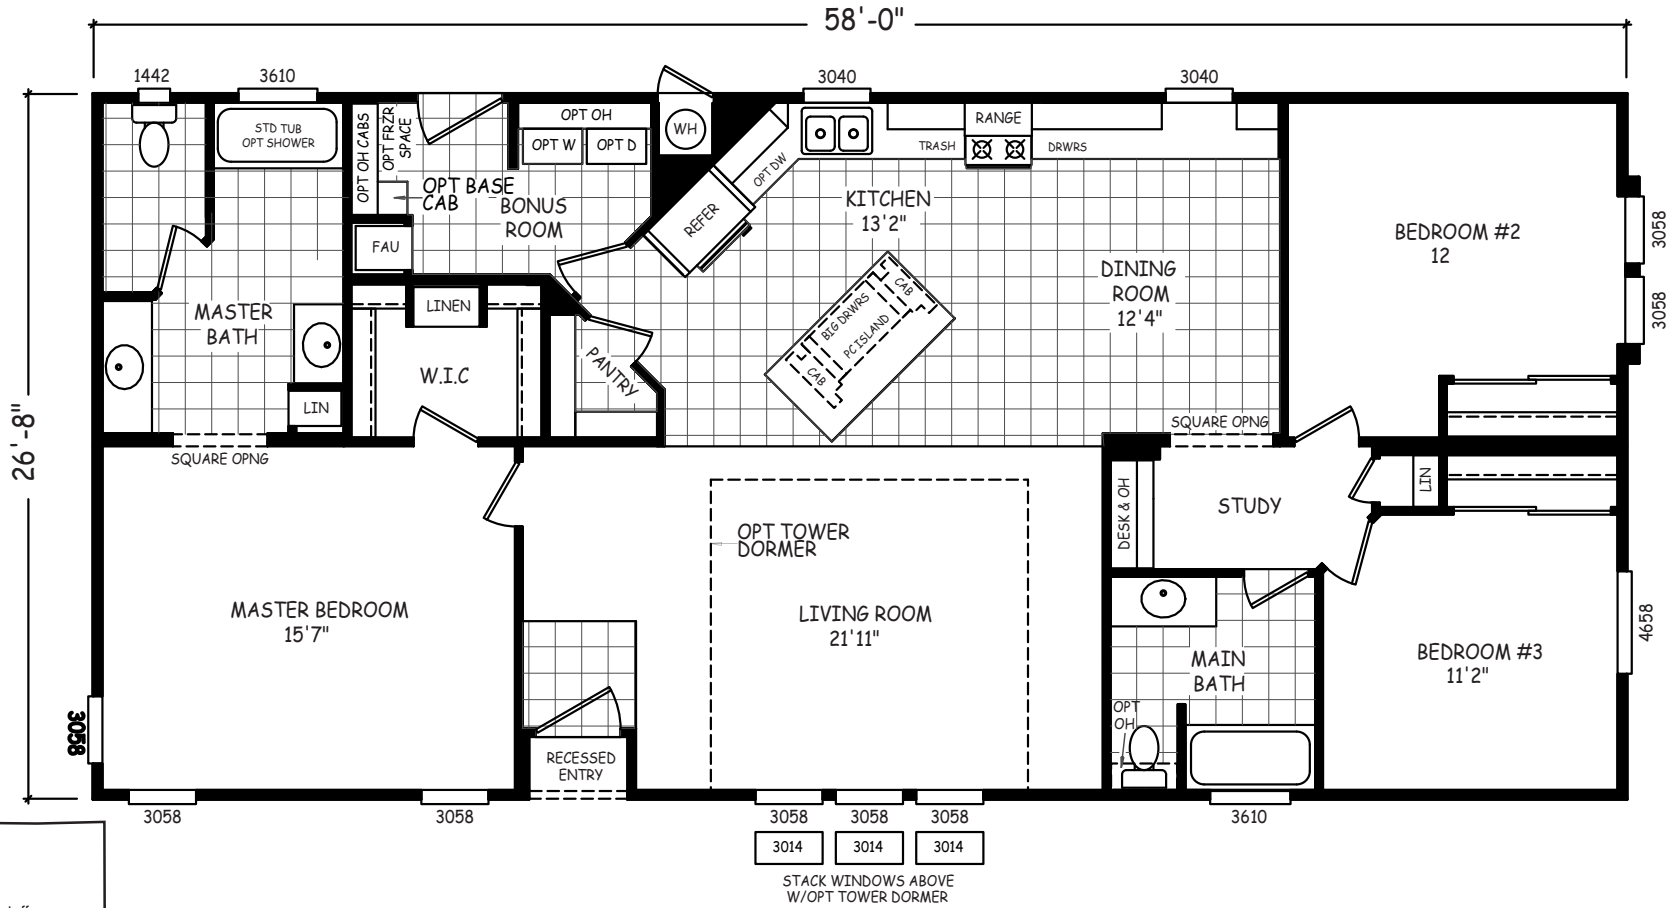 58'-0"
1442
3610
3040
3040
STD TUB
OPT SHOWER
OPT OH CABS
OPT FRZR
SPACE
OPT OH
OPT W
OPT D
WH
OPT BASE
CAB
BONUS
ROOM
FAU
REFER
OPT DW
TRASH
RANGE
DRWRS
KITCHEN
13'2"
DINING
ROOM
12'4"
CAB
BIG DRWRS
PC ISLAND
CAB
BEDROOM #2
12
3058
3058
MASTER
BATH
LINEN
W.I.C
PANTRY
LIN
26'-8"
SQUARE OPNG
SQUARE OPNG
OPT TOWER
DORMER
DESK & OH
STUDY
LIN
MASTER BEDROOM
15'7"
LIVING ROOM
21'11"
MAIN
BATH
OPT
OH
BEDROOM #3
11'2"
4658
3058
RECESSED
ENTRY
3058
3058
3058
3058
3058
3610
3014
3014
3014
STACK WINDOWS ABOVE
W/OPT TOWER DORMER